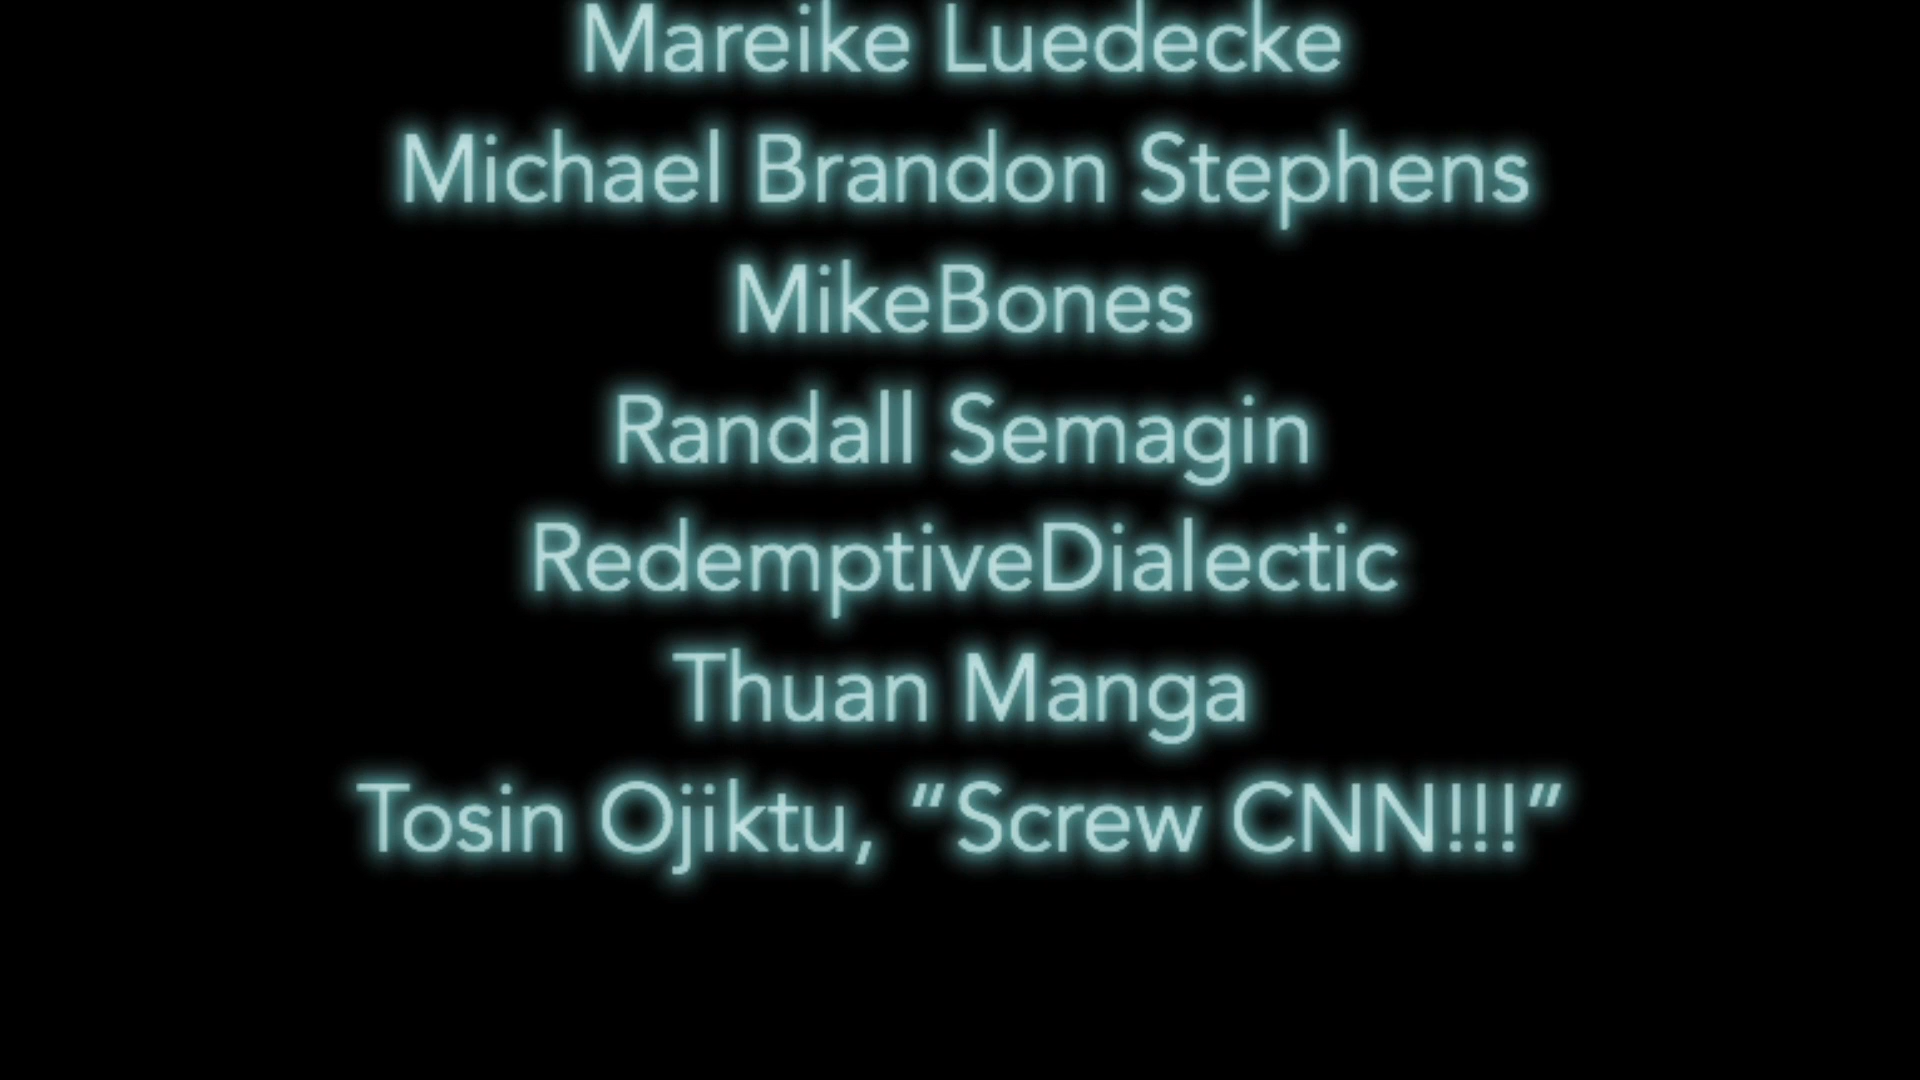 Mareike Luedecke
Michael Brandon Stephens
MikeBones
Randall Semagin
RedemptiveDialectic
Thuan Manga
Tosin Ojiktu, “Screw CNN!!!”